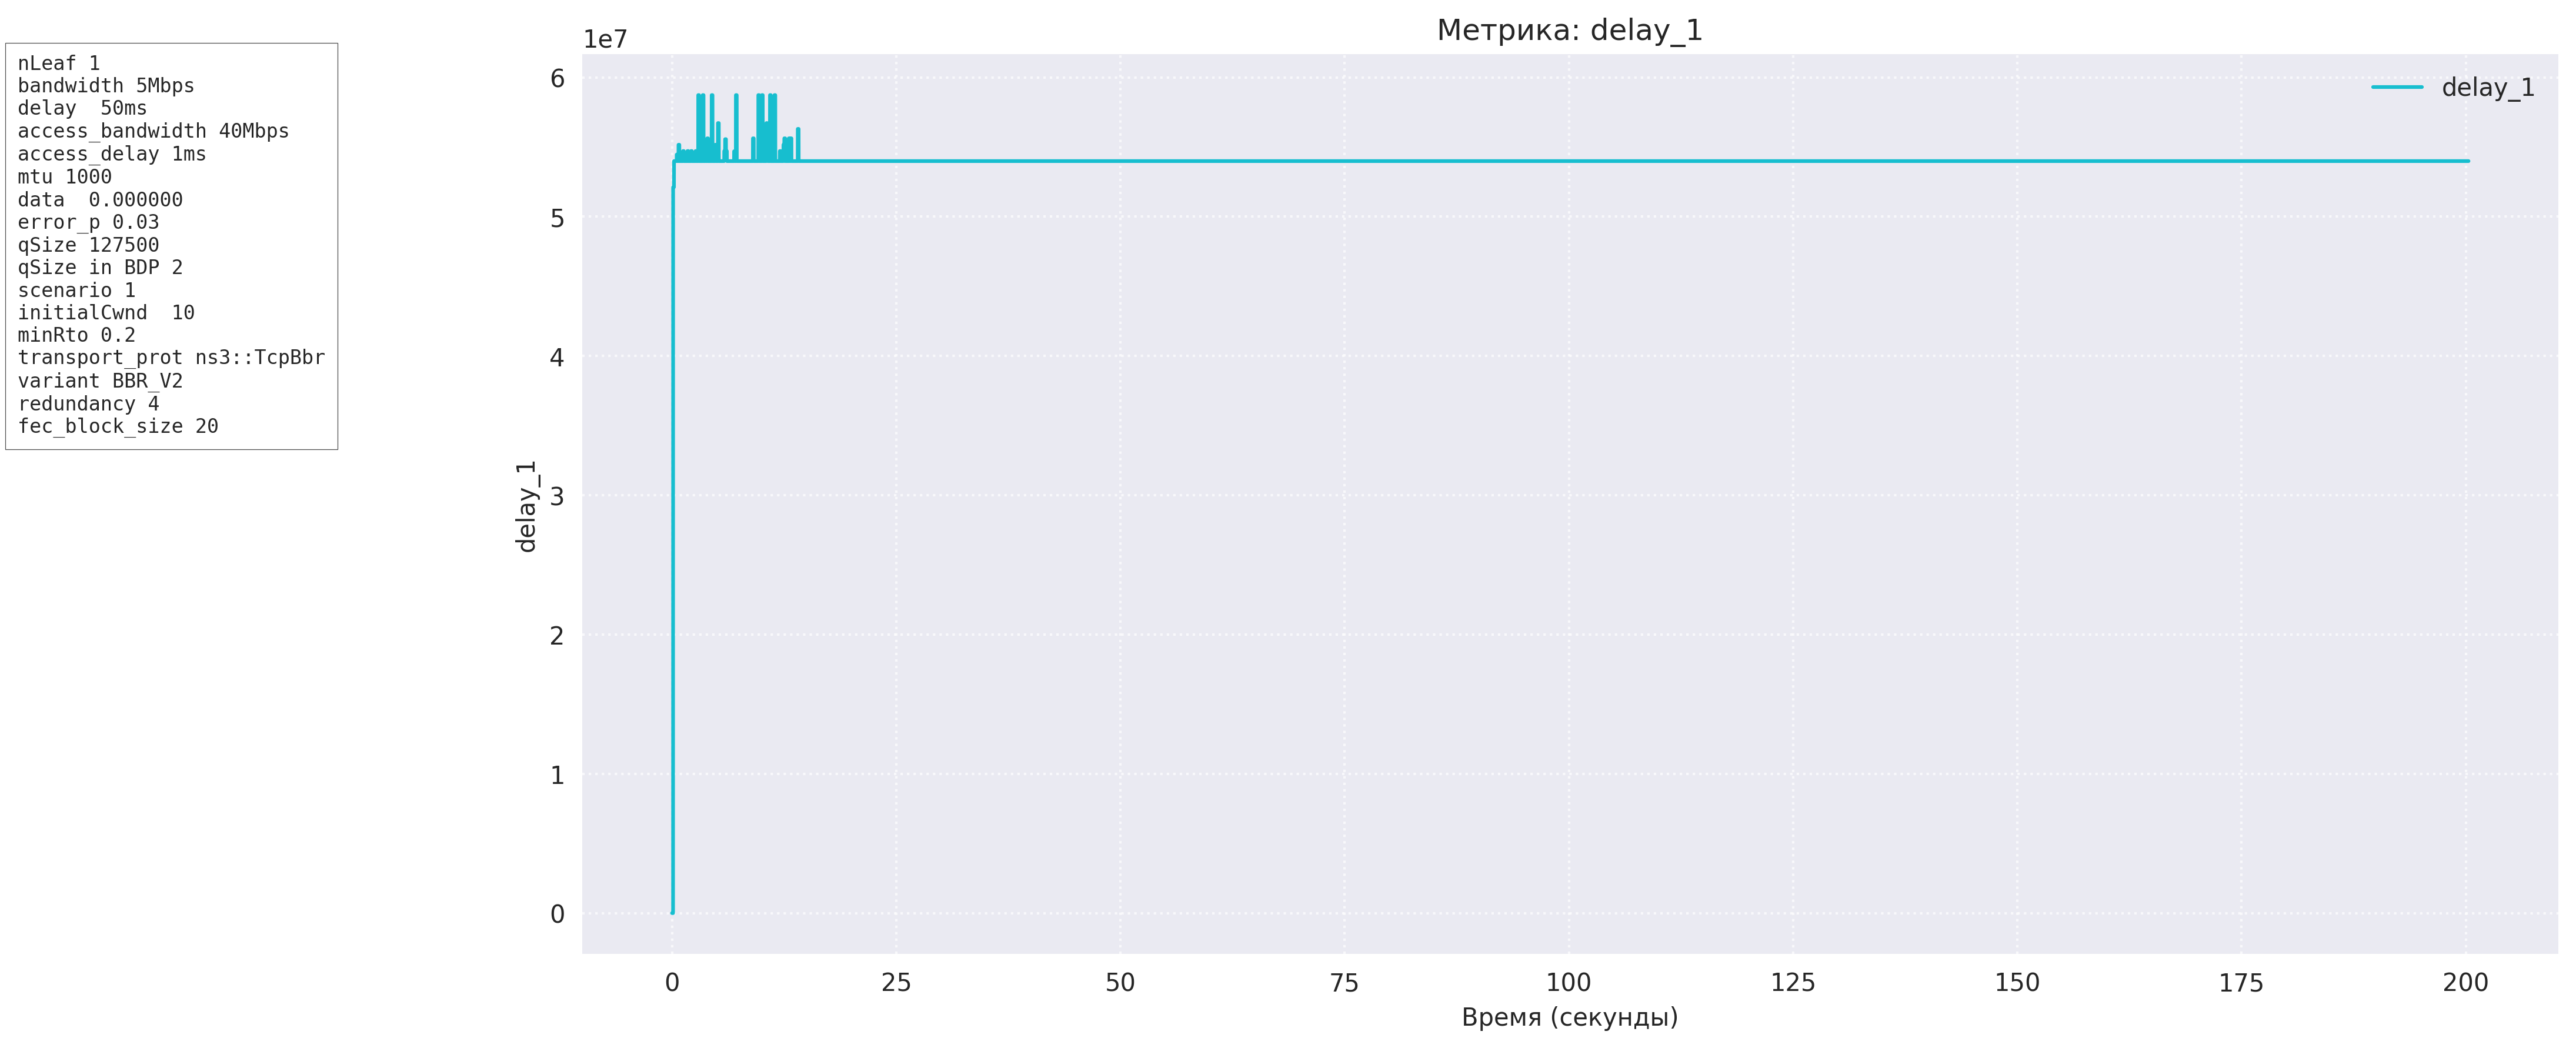 nLeaf 1
bandwidth 5Mbps
delay  50ms
access_bandwidth 40Mbps
access_delay 1ms
mtu 1000
data  0.000000
error_p 0.03
qSize 127500
qSize in BDP 2
scenario 1
initialCwnd  10
minRto 0.2
transport_prot ns3::TcpBbr
variant BBR_V2
redundancy 4
fec_block_size 20
Метрика: delay_1
1e7
delay_1
6
5
4
3
2
1
0
delay_1
0 25 50 75 100 125 150 175 200
Время (секунды)